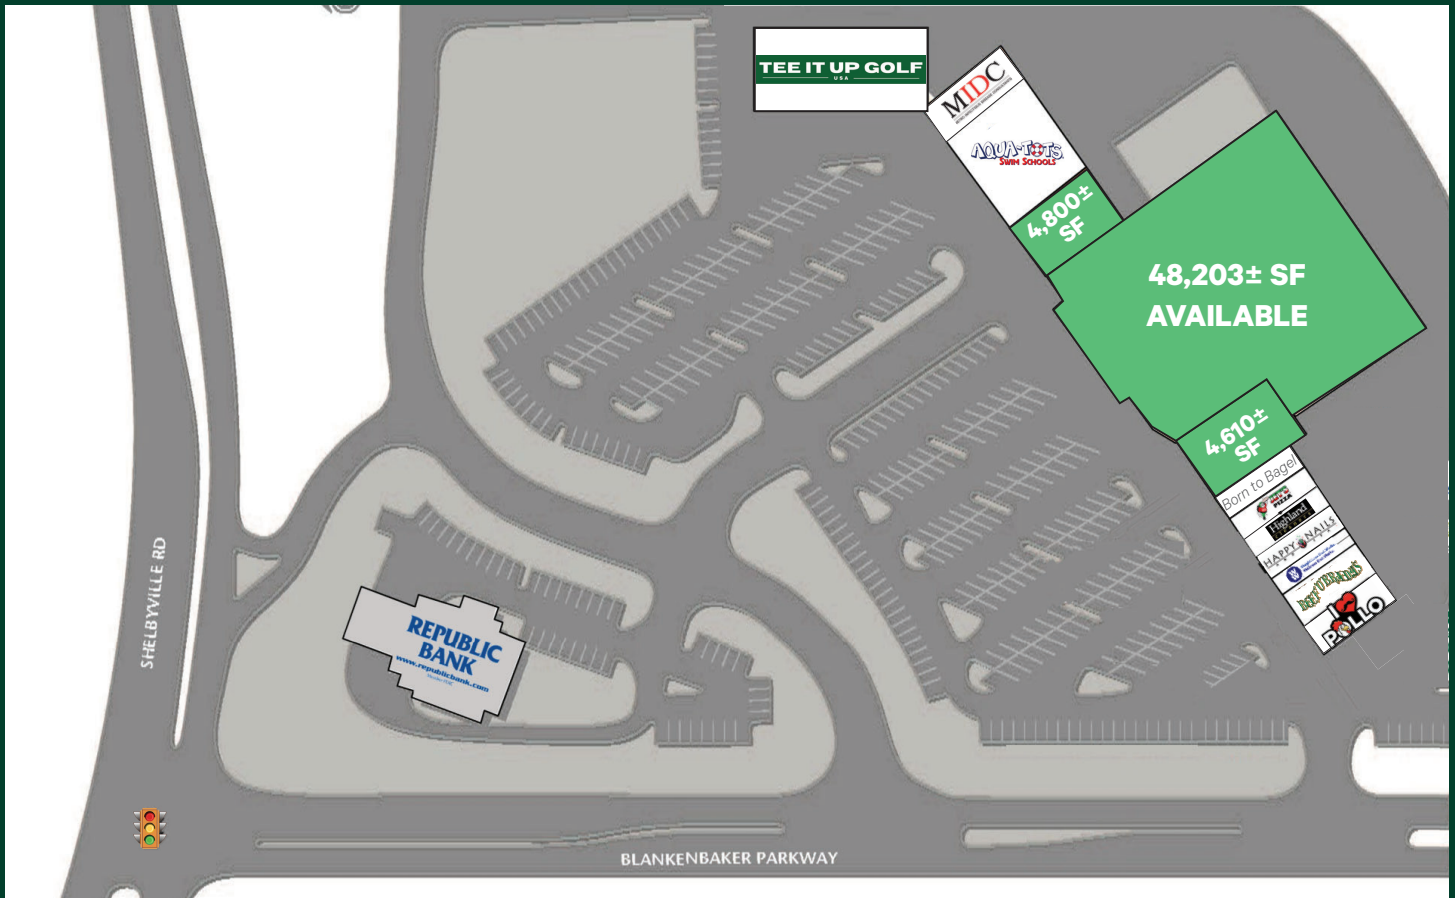 TEE IT UP GOLF
USA
MIDC
AQUA-TOTS
SWIM SCHOOLS
4,800±
SF
48,203± SF
AVAILABLE
4,610±
SF
Born to Bagel
PIZZA
Highland
HAPPY NAILS
POLLO
SHELBYVILLE RD
REPUBLIC
BANK
www.republicbank.com
BLANKENBAKER PARKWAY